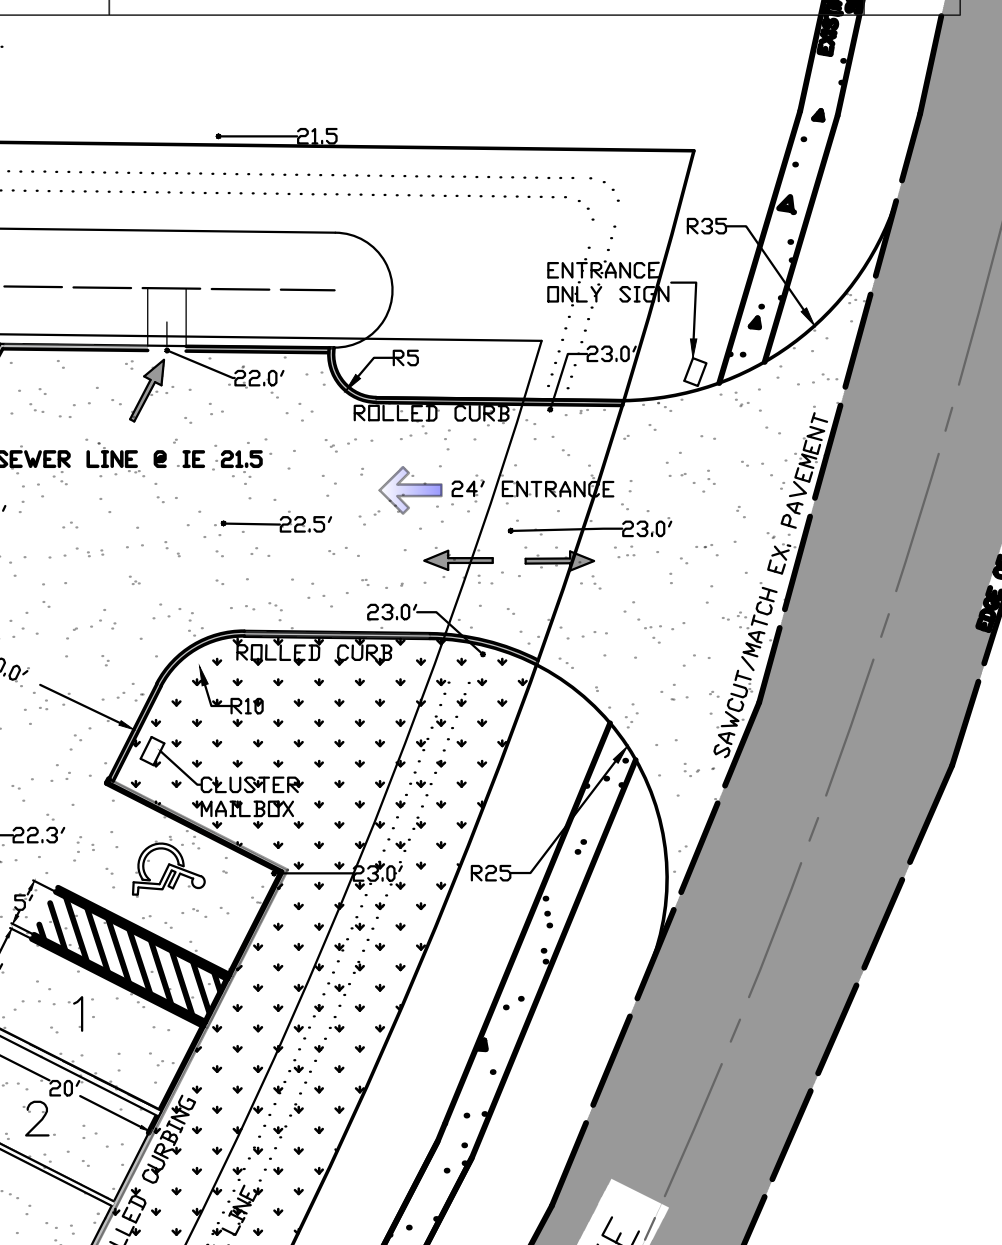 21.5
R35
ENTRANCE
ONLY SIGN
23.0'
R5
22.0'
ROLLED CURB
SEWER LINE @ IE 21.5
24' ENTRANCE
22.5'
23.0'
SAWCUT/MATCH EX. PAVEMENT
23.0'
ROLLED CURB
R10
CLUSTER
MAILBOX
22.3'
23.0'
R25
5'
1
20'
2
CURBING
LINE
EDGE